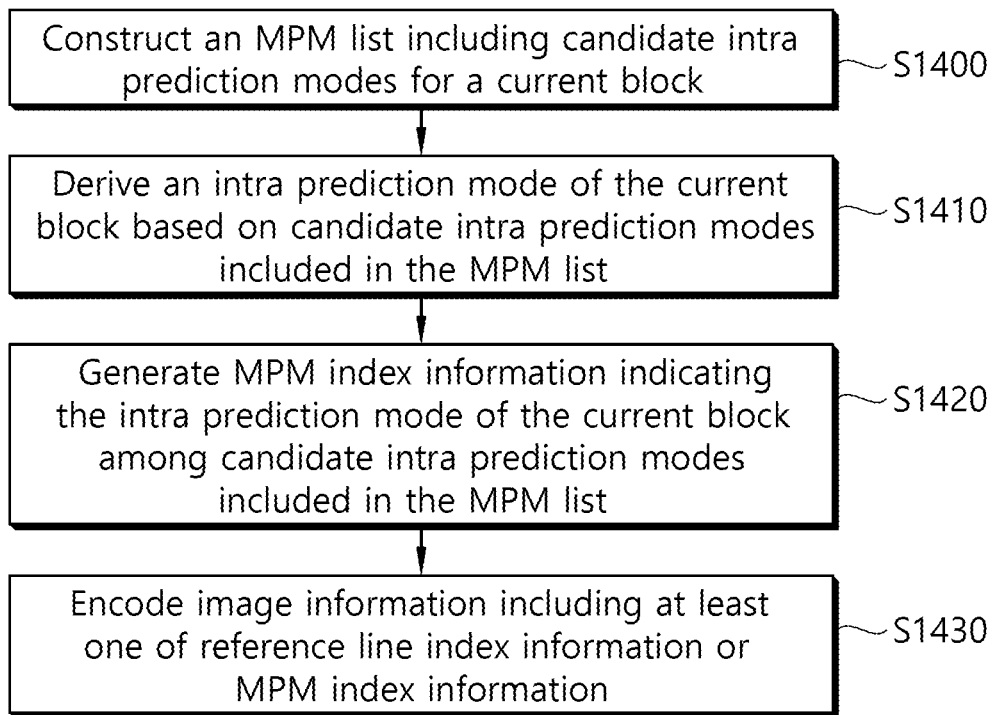 Construct an MPM list including candidate intra
prediction modes for a current block
S1400
Derive an intra prediction mode of the current
block based on candidate intra prediction modes
included in the MPM list
S1410
Generate MPM index information indicating
the intra prediction mode of the current block
among candidate intra prediction modes
included in the MPM list
S1420
Encode image information including at least
one of reference line index information or
MPM index information
S1430